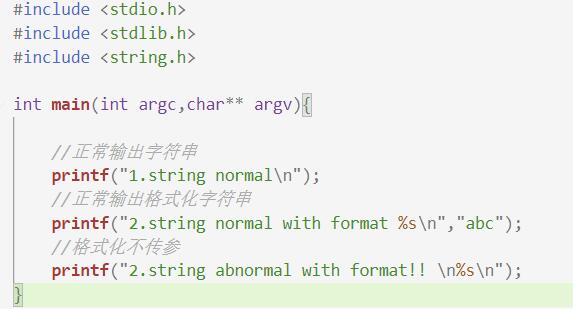 #include <stdio.h>
#include <stdlib.h>
#include <string.h>
int main(int argc,char** argv){
//正常输出字符串
printf("1.string normal\n");
//正常输出格式化字符串
printf("2.string normal with format %s\n","abc");
//格式化不传参
printf("2.string abnormal with format!! \n%s\n");
}